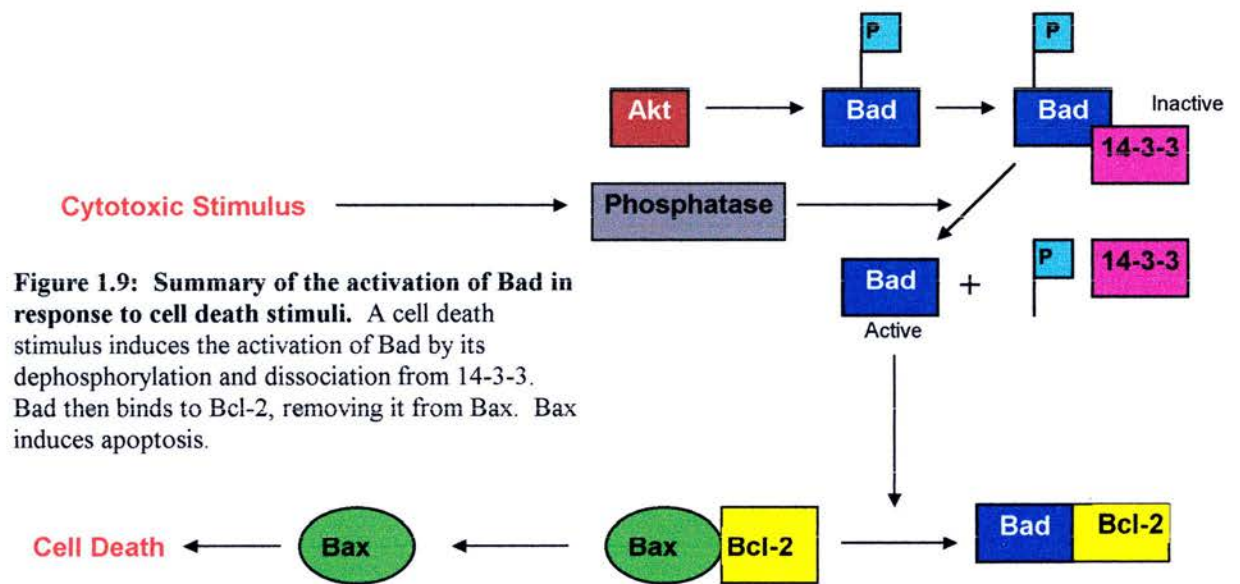 P
P
Akt
Bad
Bad
Inactive
14-3-3
Cytotoxic Stimulus
Phosphatase
Bad
+
P
14-3-3
Active
Figure 1.9: Summary of the activation of Bad in
response to cell death stimuli. A cell death
stimulus induces the activation of Bad by its
dephosphorylation and dissociation from 14-3-3.
Bad then binds to Bcl-2, removing it from Bax. Bax
induces apoptosis.
Cell Death
Bax
Bax
Bcl-2
Bad
Bcl-2